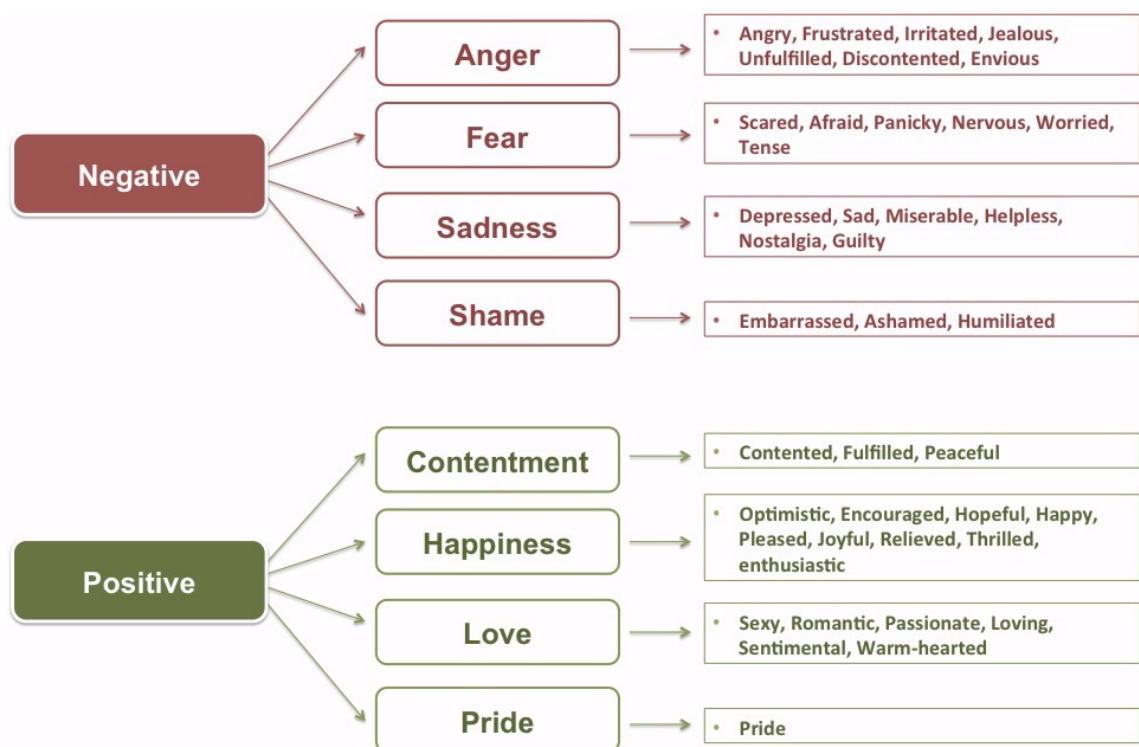 Anger
• Angry, Frustrated, Irritated, Jealous,
Unfulfilled, Discontented, Envious
Negative
Fear
• Scared, Afraid, Panicky, Nervous, Worried,
Tense
Sadness
• Depressed, Sad, Miserable, Helpless,
Nostalgia, Guilty
Shame
• Embarrassed, Ashamed, Humiliated
Contentment
• Contented, Fulfilled, Peaceful
Positive
Happiness
• Optimistic, Encouraged, Hopeful, Happy,
Pleased, Joyful, Relieved, Thrilled,
enthusiastic
Love
• Sexy, Romantic, Passionate, Loving,
Sentimental, Warm-hearted
Pride
• Pride